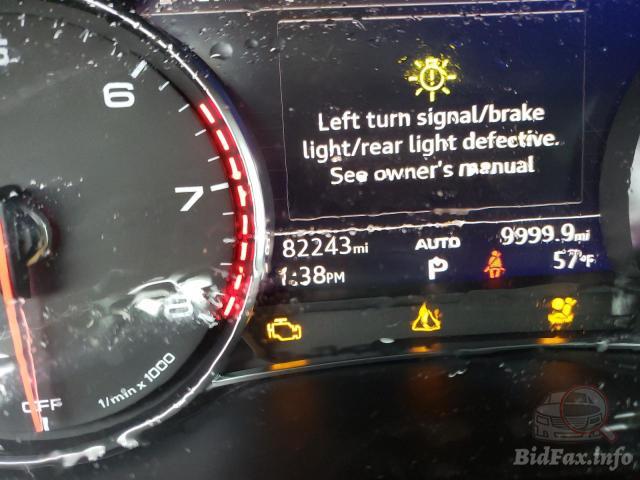 6
7
8
1/min x 1000
OFF
Left turn signal/brake
light/rear light defective.
See owner's manual
82243mi AUTO 9999.9mi
1:38PM P 57°F
BidFax.info